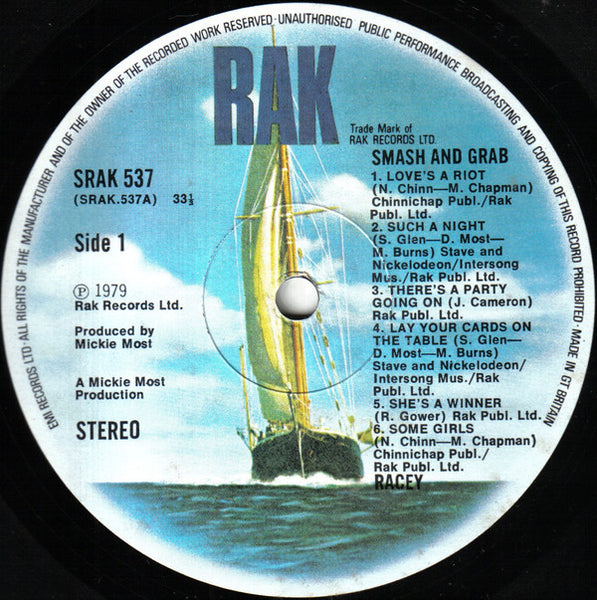 EMI RECORDS LTD·ALL RIGHTS OF THE MANUFACTURER AND OF THE OWNER OF THE RECORDED WORK RESERVED·UNAUTHORISED PUBLIC PERFORMANCE BROADCASTING AND COPYING OF THIS RECORD PROHIBITED·MADE IN GT BRITAIN
RAK
Trade Mark of
RAK RECORDS LTD.
SRAK 537
(SRAK.537A) 33⅓
Side 1
Ⓟ 1979
Rak Records Ltd.
Produced by
Mickie Most
A Mickie Most
Production
STEREO
SMASH AND GRAB
1. LOVE'S A RIOT
(N. Chinn—M. Chapman)
Chinnichap Publ./Rak
Publ. Ltd.
2. SUCH A NIGHT
(S. Glen—D. Most—
M. Burns) Stave and
Nickelodeon/Intersong
Mus./Rak Publ. Ltd.
3. THERE'S A PARTY
GOING ON (J. Cameron)
Rak Publ. Ltd.
4. LAY YOUR CARDS ON
THE TABLE (S. Glen—
D. Most—M. Burns)
Stave and Nickelodeon/
Intersong Mus./Rak
Publ. Ltd.
5. SHE'S A WINNER
(R. Gower) Rak Publ. Ltd.
6. SOME GIRLS
(N. Chinn—M. Chapman)
Chinnichap Publ./
Rak Publ. Ltd.
RACEY